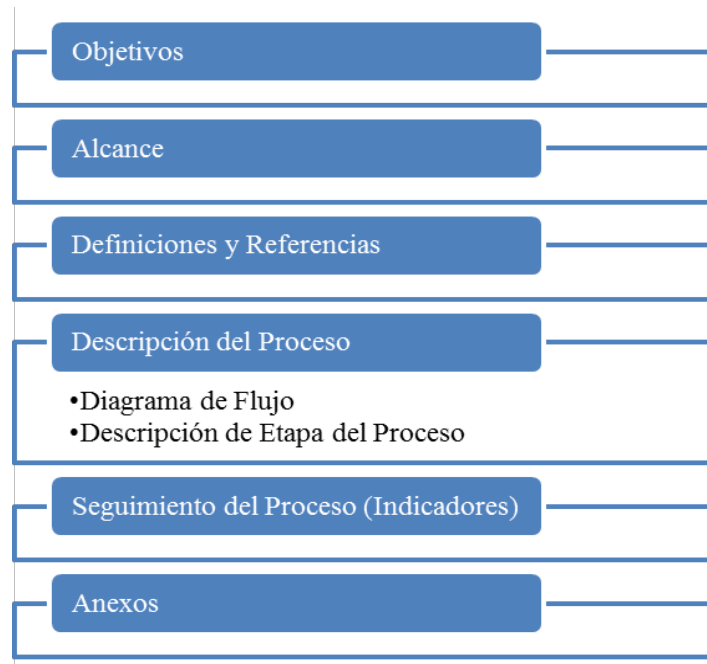 Objetivos
Alcance
Definiciones y Referencias
Descripción del Proceso
•Diagrama de Flujo
•Descripción de Etapa del Proceso
Seguimiento del Proceso (Indicadores)
Anexos